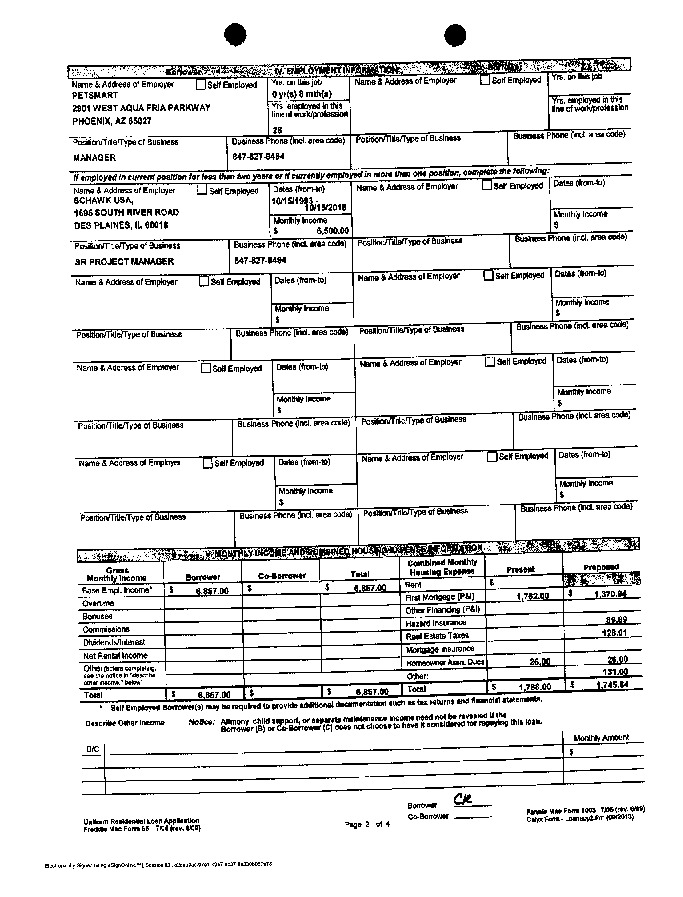 Borrower IV. EMPLOYMENT INFORMATION
Name & Address of Employer Self Employed Yrs. on this job Name & Address of Employer Self Employed Yrs. on this job
PETSMART 0 yr(s) 8 mth(s)
2901 WEST AQUA FRIA PARKWAY Yrs. employed in this line of work/profession Yrs. employed in this line of work/profession
PHOENIX, AZ 85027
28
Position/Title/Type of Business Business Phone (incl. area code) Position/Title/Type of Business Business Phone (incl. area code)
MANAGER 847-827-9494
If employed in current position for less than two years or if currently employed in more than one position, complete the following:
Name & Address of Employer Self Employed Dates (from-to) Name & Address of Employer Self Employed Dates (from-to)
SCHAWK USA,
1695 SOUTH RIVER ROAD 10/15/2018
DES PLAINES, IL 60018 Monthly Income Monthly Income
$ 6,500.00 $
Position/Title/Type of Business Business Phone (incl. area code) Position/Title/Type of Business Business Phone (incl. area code)
SR PROJECT MANAGER 847-827-9494
Name & Address of Employer Self Employed Dates (from-to) Name & Address of Employer Self Employed Dates (from-to)
Monthly Income Monthly Income
$ $
Position/Title/Type of Business Business Phone (incl. area code) Position/Title/Type of Business Business Phone (incl. area code)
Name & Address of Employer Self Employed Dates (from-to) Name & Address of Employer Self Employed Dates (from-to)
Monthly Income Monthly Income
$ $
Position/Title/Type of Business Business Phone (incl. area code) Position/Title/Type of Business Business Phone (incl. area code)
Name & Address of Employer Self Employed Dates (from-to) Name & Address of Employer Self Employed Dates (from-to)
Monthly Income Monthly Income
$ $
Position/Title/Type of Business Business Phone (incl. area code) Position/Title/Type of Business Business Phone (incl. area code)
V. MONTHLY INCOME AND COMBINED HOUSING EXPENSE INFORMATION
Gross Monthly Income Borrower Co-Borrower Total Combined Monthly Housing Expense Present Proposed
Base Empl. Income* $ 6,857.00 $ $ 6,857.00 Rent $
Overtime First Mortgage (P&I) 1,762.00 $ 1,370.94
Bonuses Other Financing (P&I)
Commissions Hazard Insurance 89.89
Dividends/Interest Real Estate Taxes 128.01
Net Rental Income Mortgage Insurance
Other (before completing, see the notice in "describe other income," below) Homeowner Assn. Dues 26.00 26.00
Other: 131.00
Total $ 6,857.00 $ $ 6,857.00 Total $ 1,788.00 $ 1,745.84
* Self Employed Borrower(s) may be required to provide additional documentation such as tax returns and financial statements.
Describe Other Income Notice: Alimony, child support, or separate maintenance income need not be revealed if the
Borrower (B) or Co-Borrower (C) does not choose to have it considered for repaying this loan.
B/C Monthly Amount
$
Borrower CR
Co-Borrower
Uniform Residential Loan Application Fannie Mae Form 1003 7/05 (rev. 6/09)
Freddie Mac Form 65 7/05 (rev. 6/09) Page 2 of 4